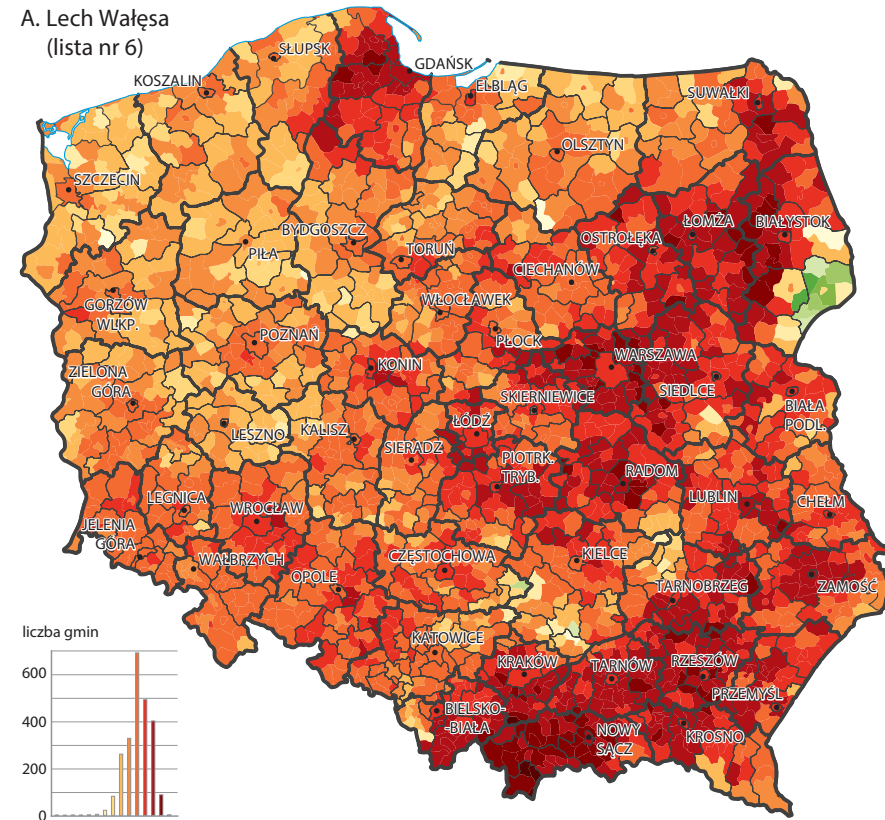 A. Lech Wałęsa
(lista nr 6)
SŁUPSK
GDAŃSK
KOSZALIN
ELBLĄG
SUWAŁKI
OLSZTYN
SZCZECIN
BYDGOSZCZ
PIŁA
TORUŃ
OSTROŁĘKA
ŁOMŻA
BIAŁYSTOK
CIECHANÓW
GORZÓW
WLKP.
WŁOCŁAWEK
POZNAŃ
PŁOCK
KONIN
WARSZAWA
ZIELONA
GÓRA
SKIERNIEWICE
SIEDLCE
BIAŁA
PODL.
LESZNO
KALISZ
ŁÓDŹ
SIERADZ
PIOTRK.
TRYB.
RADOM
LEGNICA
WROCŁAW
LUBLIN
CHEŁM
JELENIA
GÓRA
WAŁBRZYCH
CZĘSTOCHOWA
KIELCE
OPOLE
TARNOBRZEG
ZAMOŚĆ
KATOWICE
KRAKÓW
TARNÓW
RZESZÓW
PRZEMYŚL
BIELSKO-
-BIAŁA
NOWY
SĄCZ
KROSNO
liczba gmin
600
400
200
0